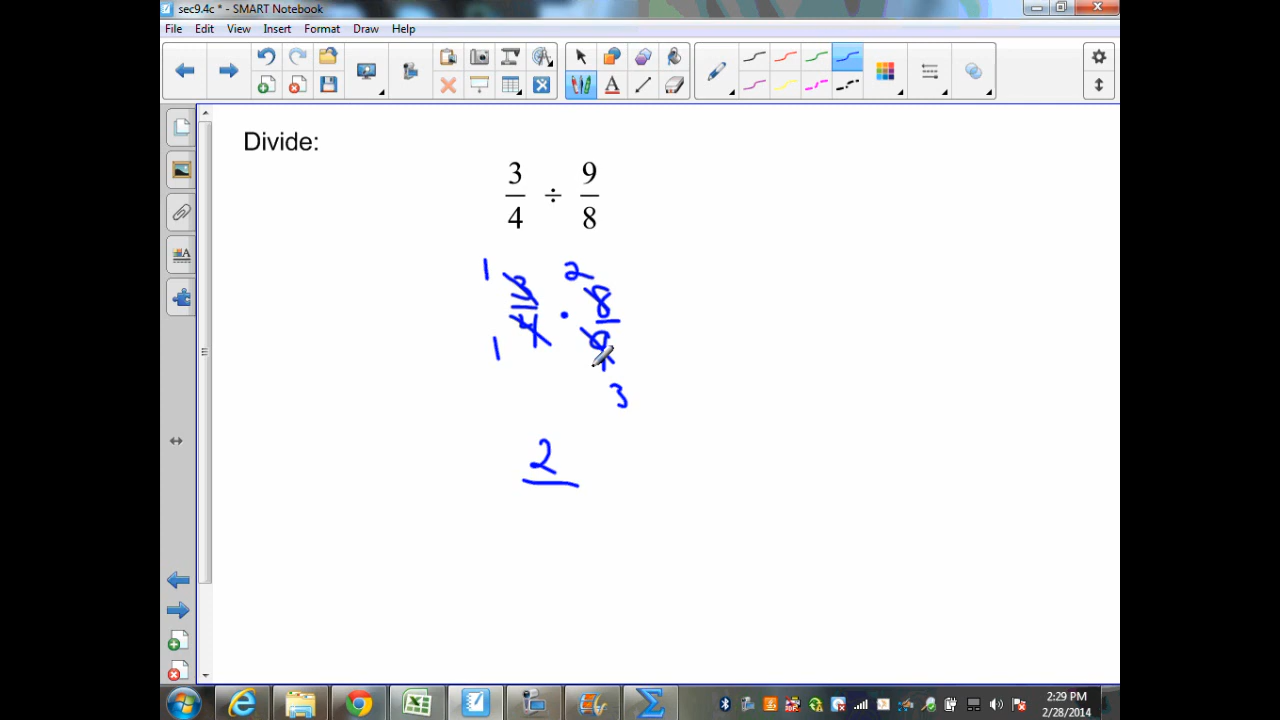 sec9.4c * - SMART Notebook
File Edit View Insert Format Draw Help
Divide:
3/4 ÷ 9/8
1 3/4 1 · 2 8/9 3
2
2:29 PM
2/28/2014